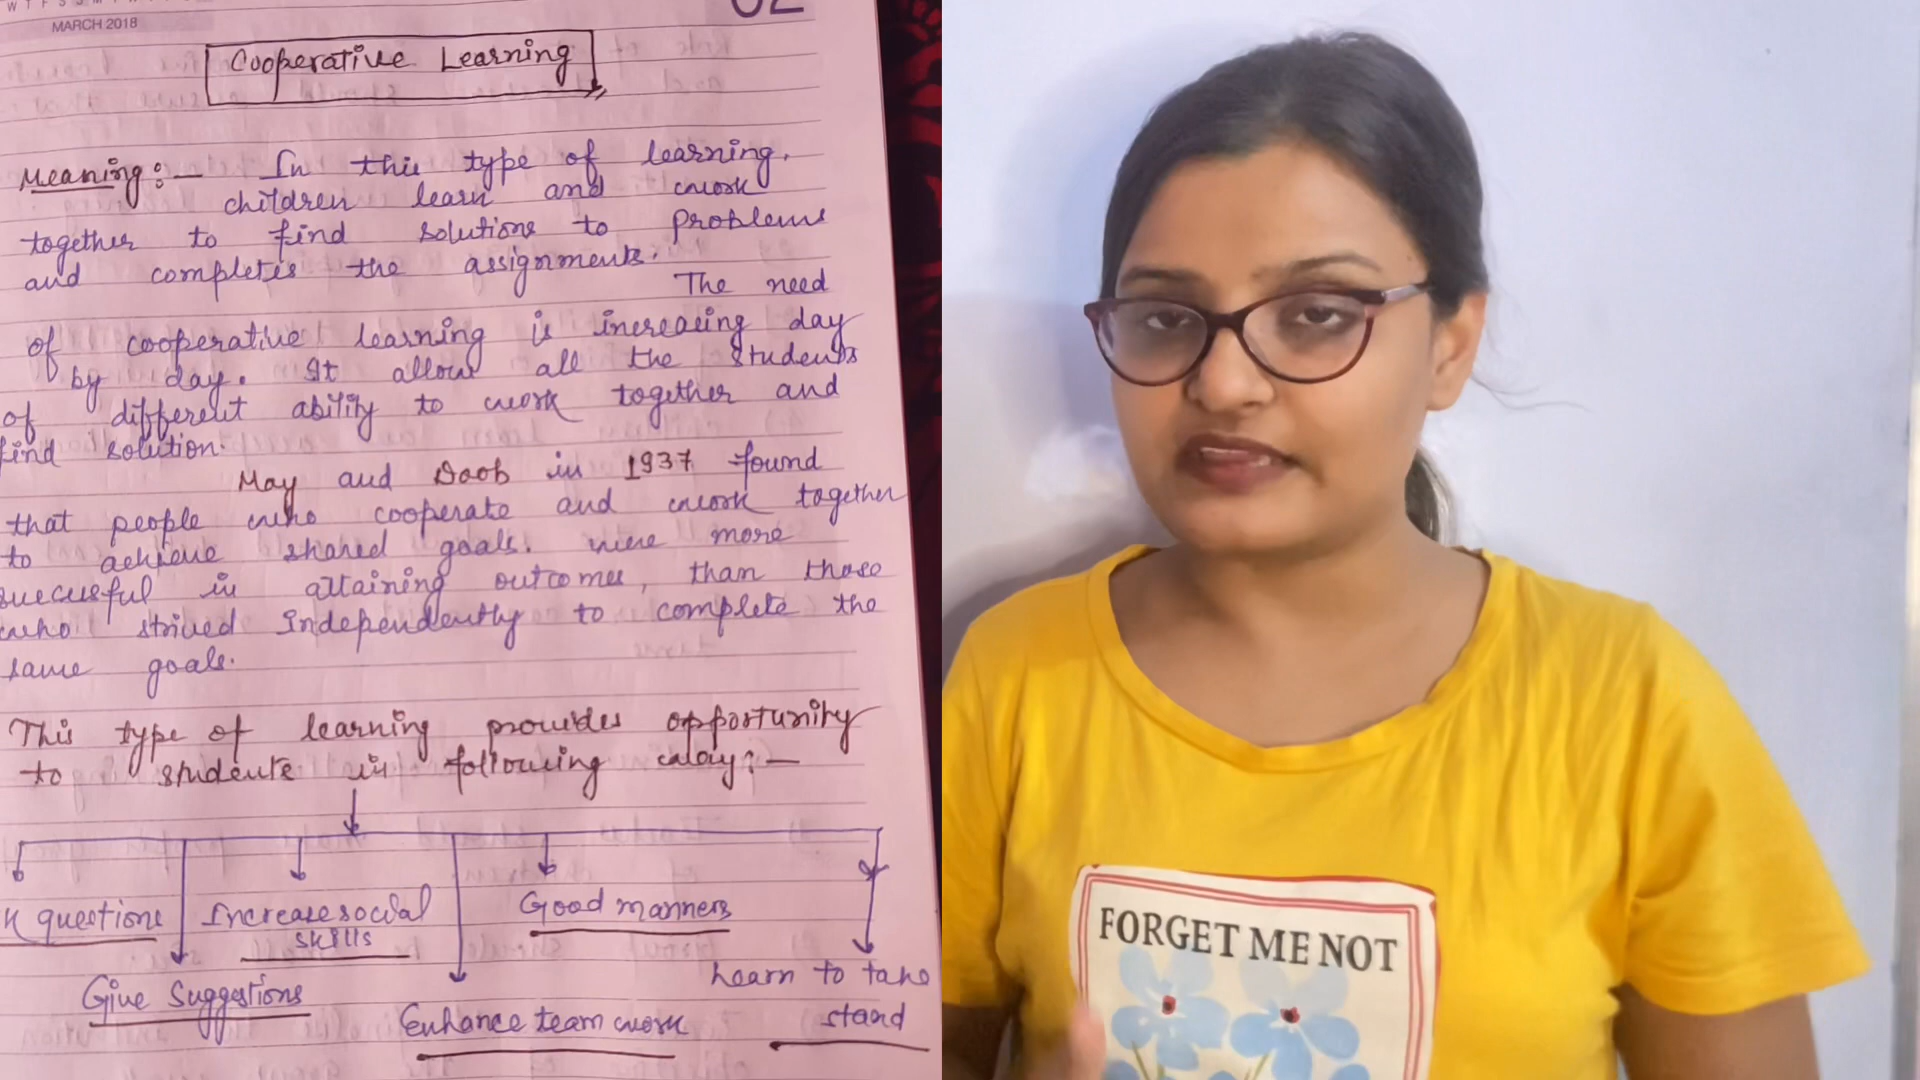 MARCH 2018
Cooperative Learning
Meaning:- In this type of learning.
children learn and work
together to find solutions to problems
and completes the assignments.
The need
of cooperative learning is increasing day
by day. It allow all the students
of different ability to work together and
find solution.
May and Doob in 1937 found
that people who cooperate and work together
to achieve shared goals. were more
successful in attaining outcomes, than those
who strived Independently to complete the
same goals.
This type of learning provides opportunity
to students in following way:-
questions
Increase social
skills
Good manners
Give Suggestions
Enhance team work
Learn to take
stand
FORGET ME NOT